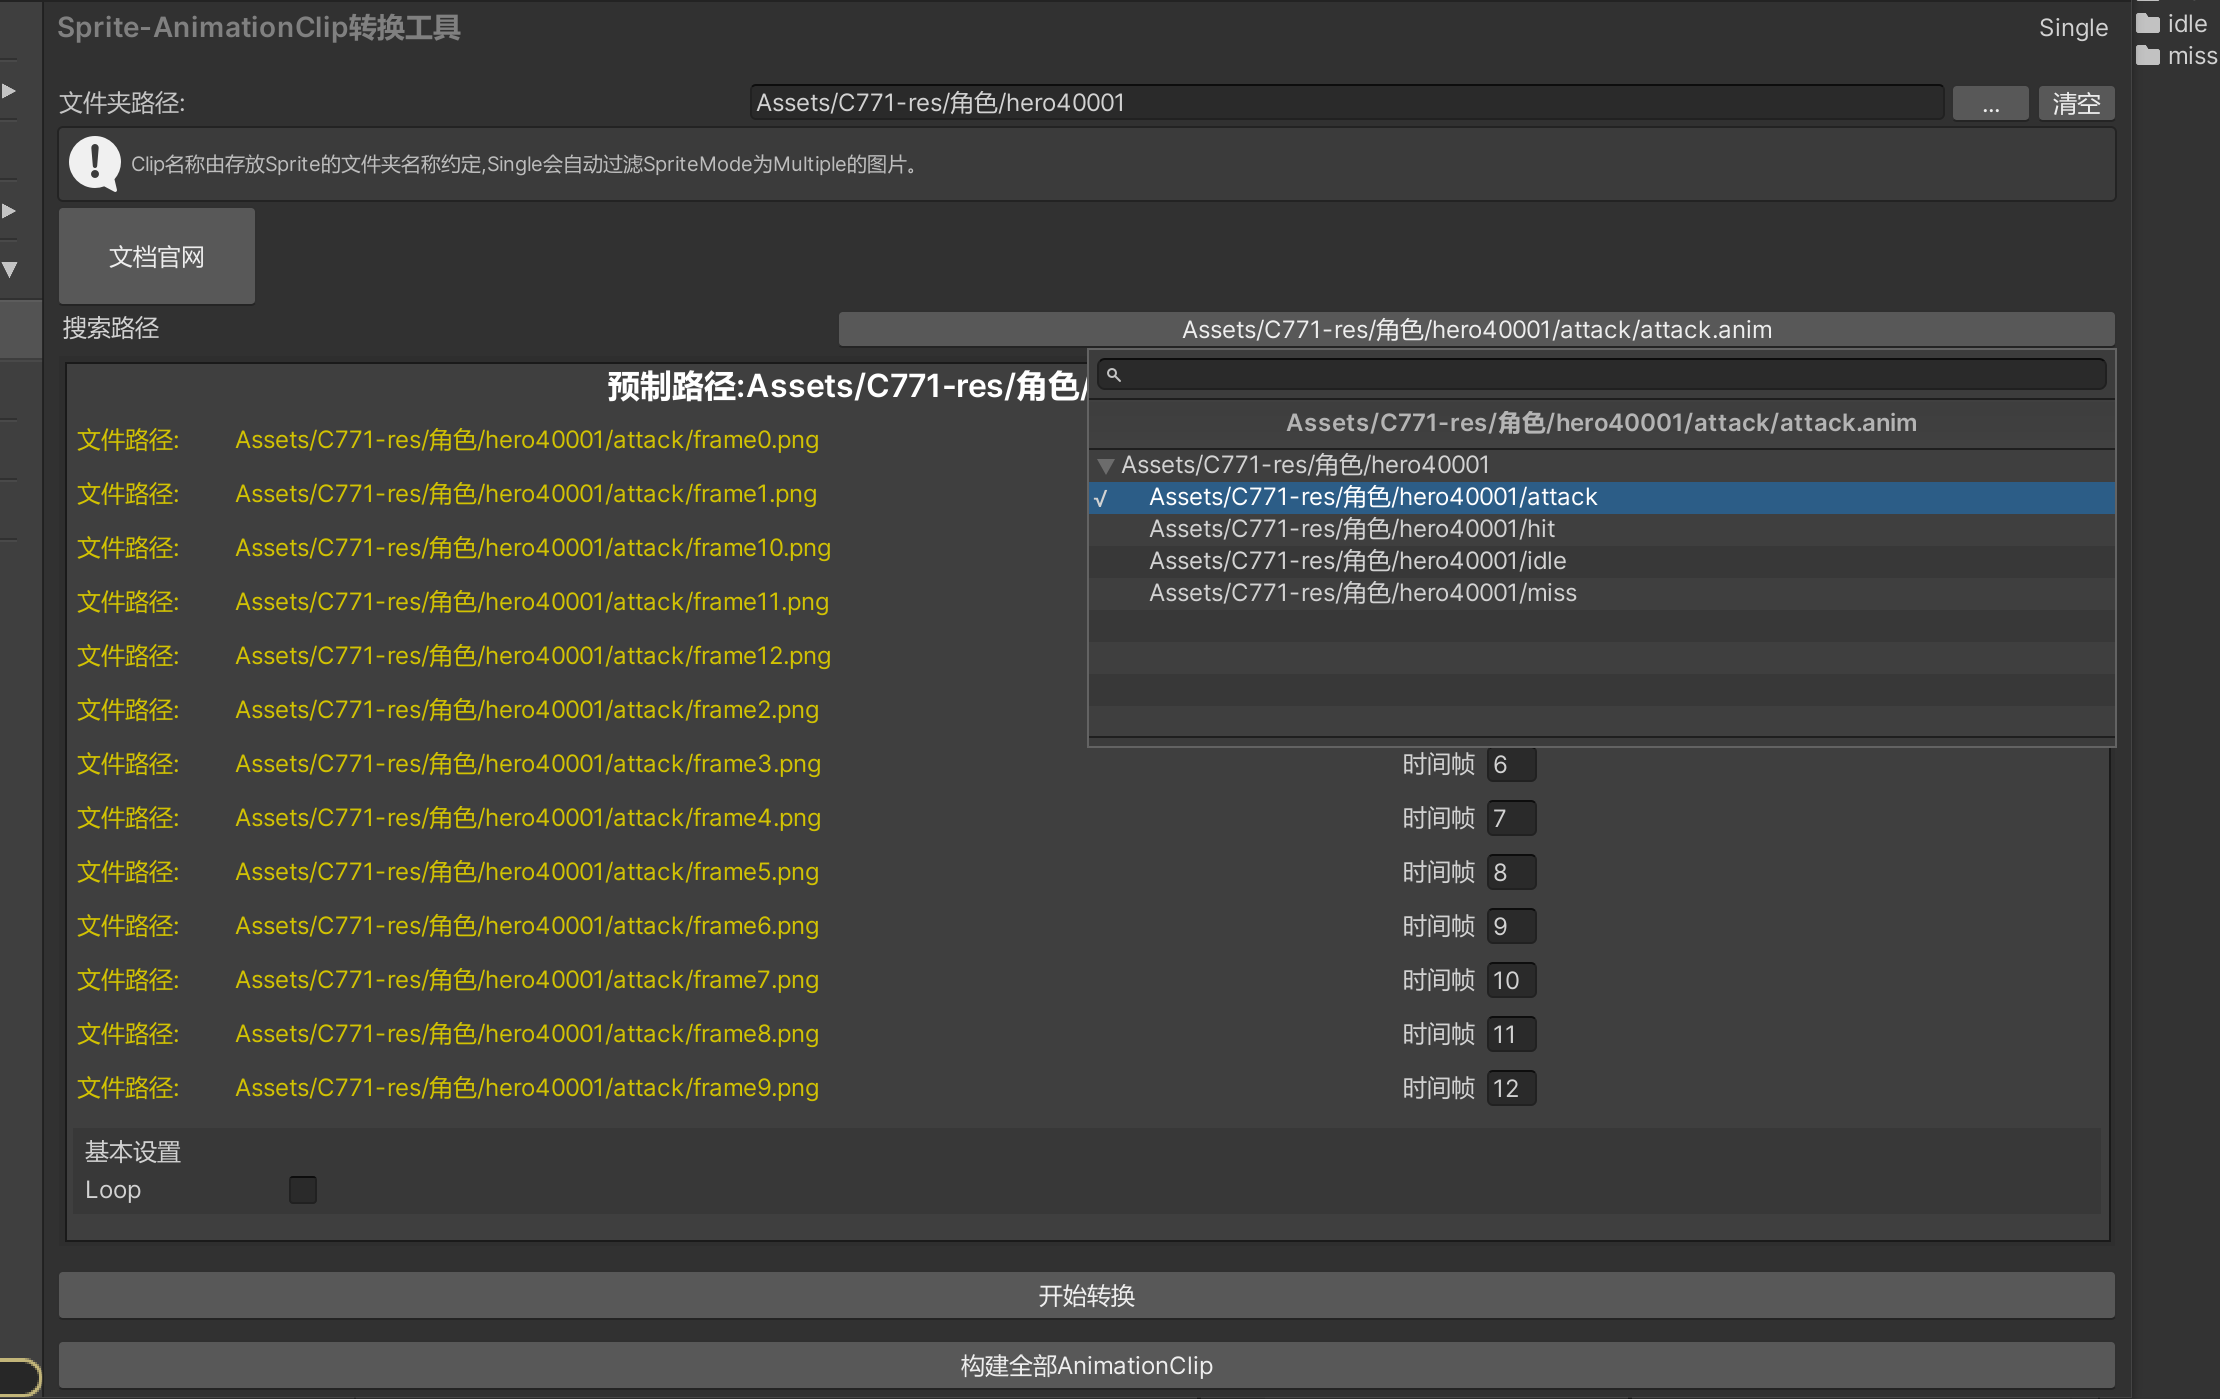 Sprite-AnimationClip转换工具
Single
idle
miss
文件夹路径:
Assets/C771-res/角色/hero40001
...
清空
Clip名称由存放Sprite的文件夹名称约定,Single会自动过滤SpriteMode为Multiple的图片。
文档官网
搜索路径
Assets/C771-res/角色/hero40001/attack/attack.anim
预制路径:Assets/C771-res/角色/
Assets/C771-res/角色/hero40001/attack/attack.anim
Assets/C771-res/角色/hero40001
√ Assets/C771-res/角色/hero40001/attack
Assets/C771-res/角色/hero40001/hit
Assets/C771-res/角色/hero40001/idle
Assets/C771-res/角色/hero40001/miss
文件路径: Assets/C771-res/角色/hero40001/attack/frame0.png
文件路径: Assets/C771-res/角色/hero40001/attack/frame1.png
文件路径: Assets/C771-res/角色/hero40001/attack/frame10.png
文件路径: Assets/C771-res/角色/hero40001/attack/frame11.png
文件路径: Assets/C771-res/角色/hero40001/attack/frame12.png
文件路径: Assets/C771-res/角色/hero40001/attack/frame2.png
文件路径: Assets/C771-res/角色/hero40001/attack/frame3.png 时间帧 6
文件路径: Assets/C771-res/角色/hero40001/attack/frame4.png 时间帧 7
文件路径: Assets/C771-res/角色/hero40001/attack/frame5.png 时间帧 8
文件路径: Assets/C771-res/角色/hero40001/attack/frame6.png 时间帧 9
文件路径: Assets/C771-res/角色/hero40001/attack/frame7.png 时间帧 10
文件路径: Assets/C771-res/角色/hero40001/attack/frame8.png 时间帧 11
文件路径: Assets/C771-res/角色/hero40001/attack/frame9.png 时间帧 12
基本设置
Loop
开始转换
构建全部AnimationClip